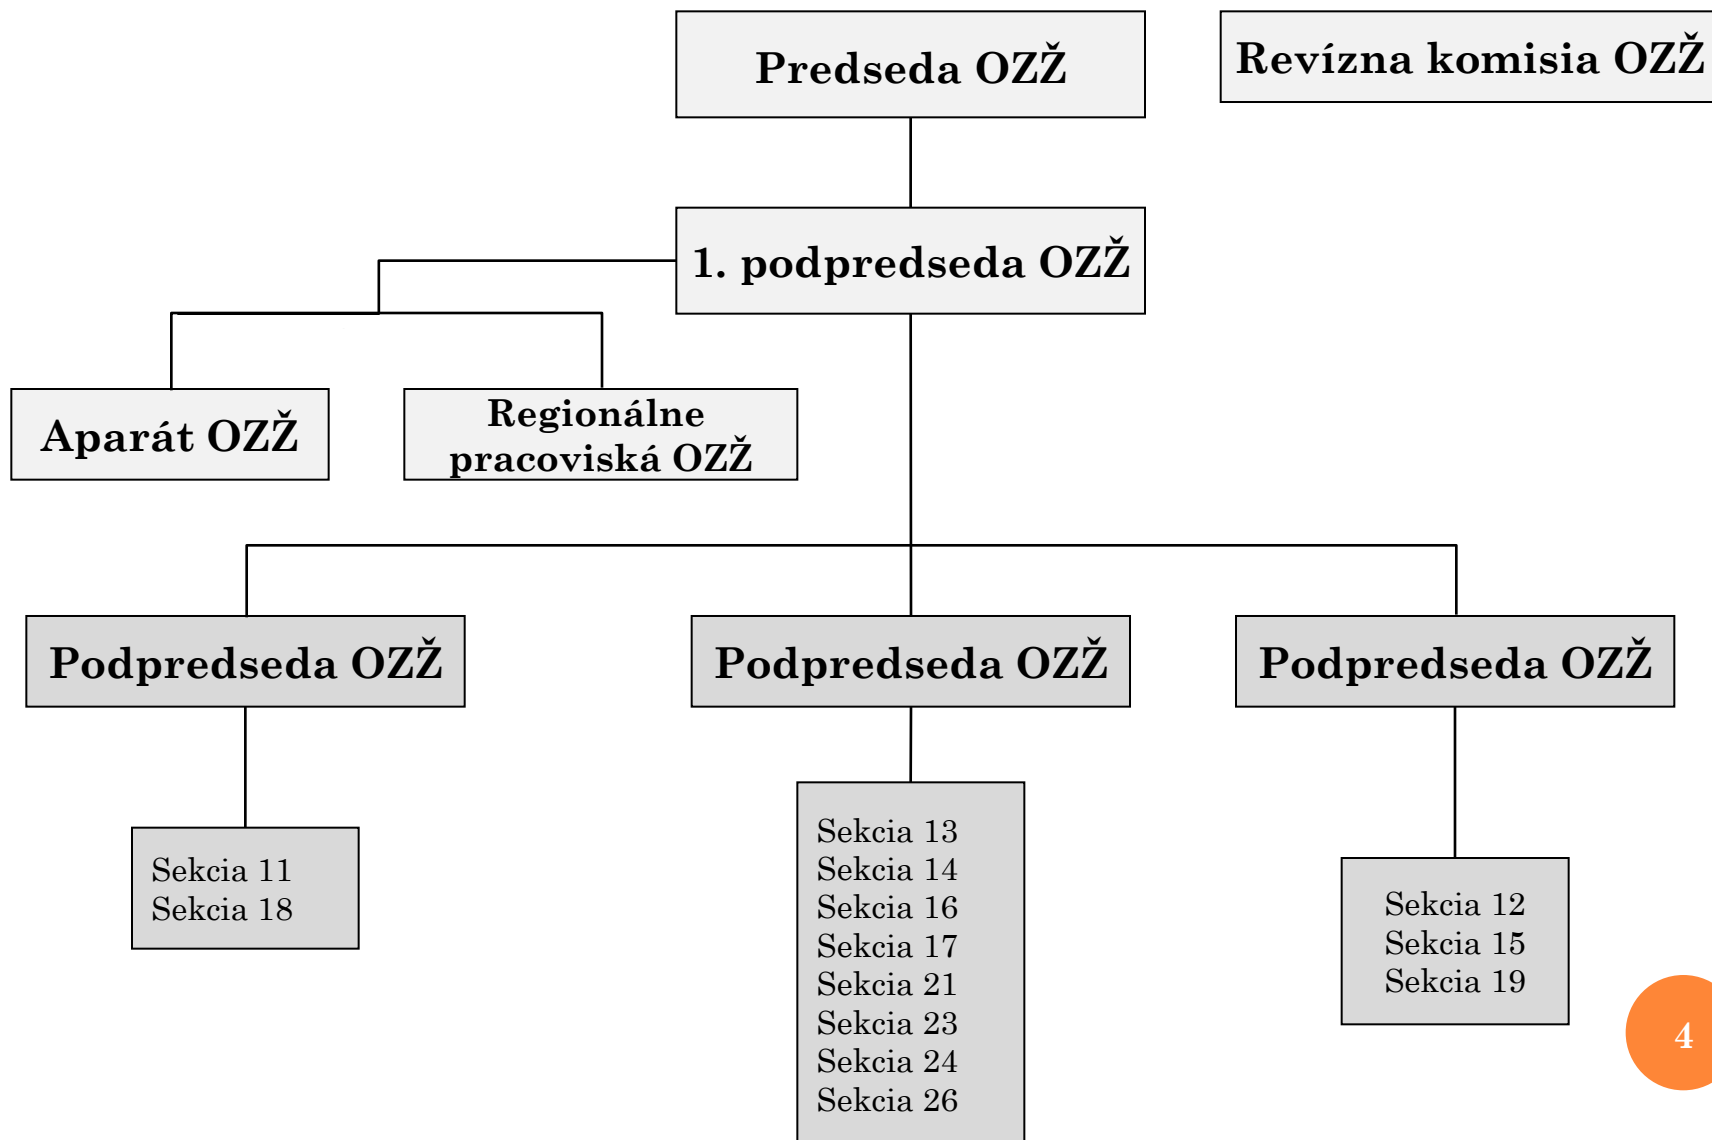 Predseda OZŽ
Revízna komisia OZŽ
1. podpredseda OZŽ
Aparát OZŽ
Regionálne
pracoviská OZŽ
Podpredseda OZŽ
Podpredseda OZŽ
Podpredseda OZŽ
Sekcia 11
Sekcia 18
Sekcia 13
Sekcia 14
Sekcia 16
Sekcia 17
Sekcia 21
Sekcia 23
Sekcia 24
Sekcia 26
Sekcia 12
Sekcia 15
Sekcia 19
4